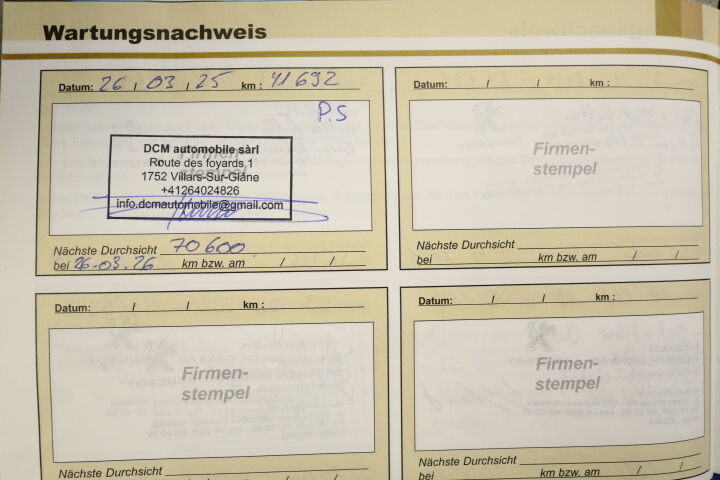 Wartungsnachweis
Datum: 26 / 03 / 25 km : 41692
P.S
Firmen-
stempel
DCM automobile sàrl
Route des foyards 1
1752 Villars-Sur-Glâne
+41264024826
info.dcmautomobile@gmail.com
Nächste Durchsicht 70600
bei 26-03-26 km bzw. am / /
Datum: / / km :
Firmen-
stempel
Nächste Durchsicht
bei km bzw. am / /
Datum: / / km :
Firmen-
stempel
Nächste Durchsicht
Datum: / / km :
Firmen-
stempel
Nächste Durchsicht
bei km bzw. am / /